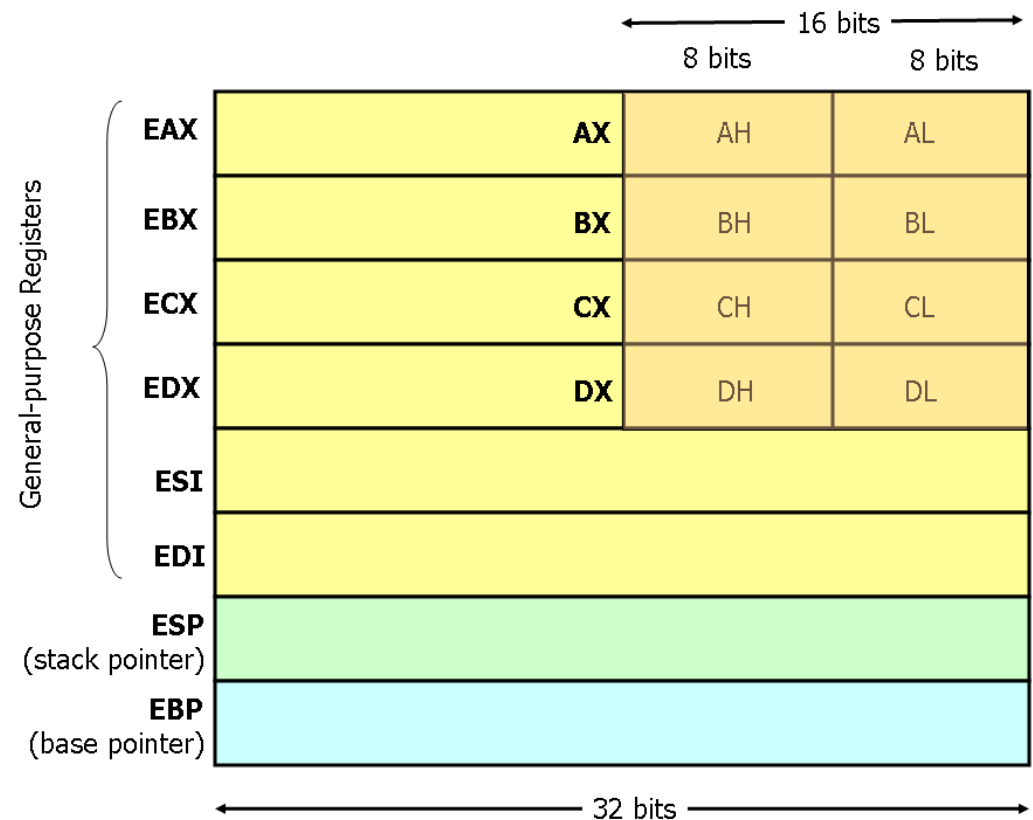 16 bits
8 bits 8 bits
General-purpose Registers
EAX AX AH AL
EBX BX BH BL
ECX CX CH CL
EDX DX DH DL
ESI
EDI
ESP
(stack pointer)
EBP
(base pointer)
32 bits